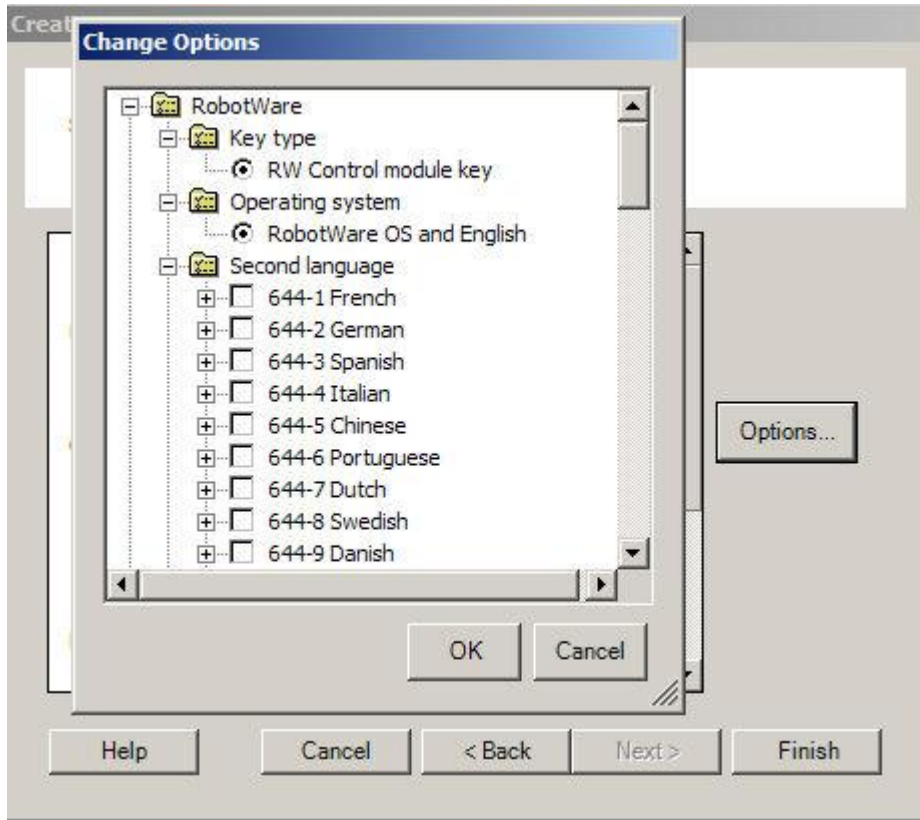 Creat
Change Options
RobotWare
Key type
RW Control module key
Operating system
RobotWare OS and English
Second language
644-1 French
644-2 German
644-3 Spanish
644-4 Italian
644-5 Chinese
644-6 Portuguese
644-7 Dutch
644-8 Swedish
644-9 Danish
Options...
OK Cancel
Help Cancel < Back Next > Finish